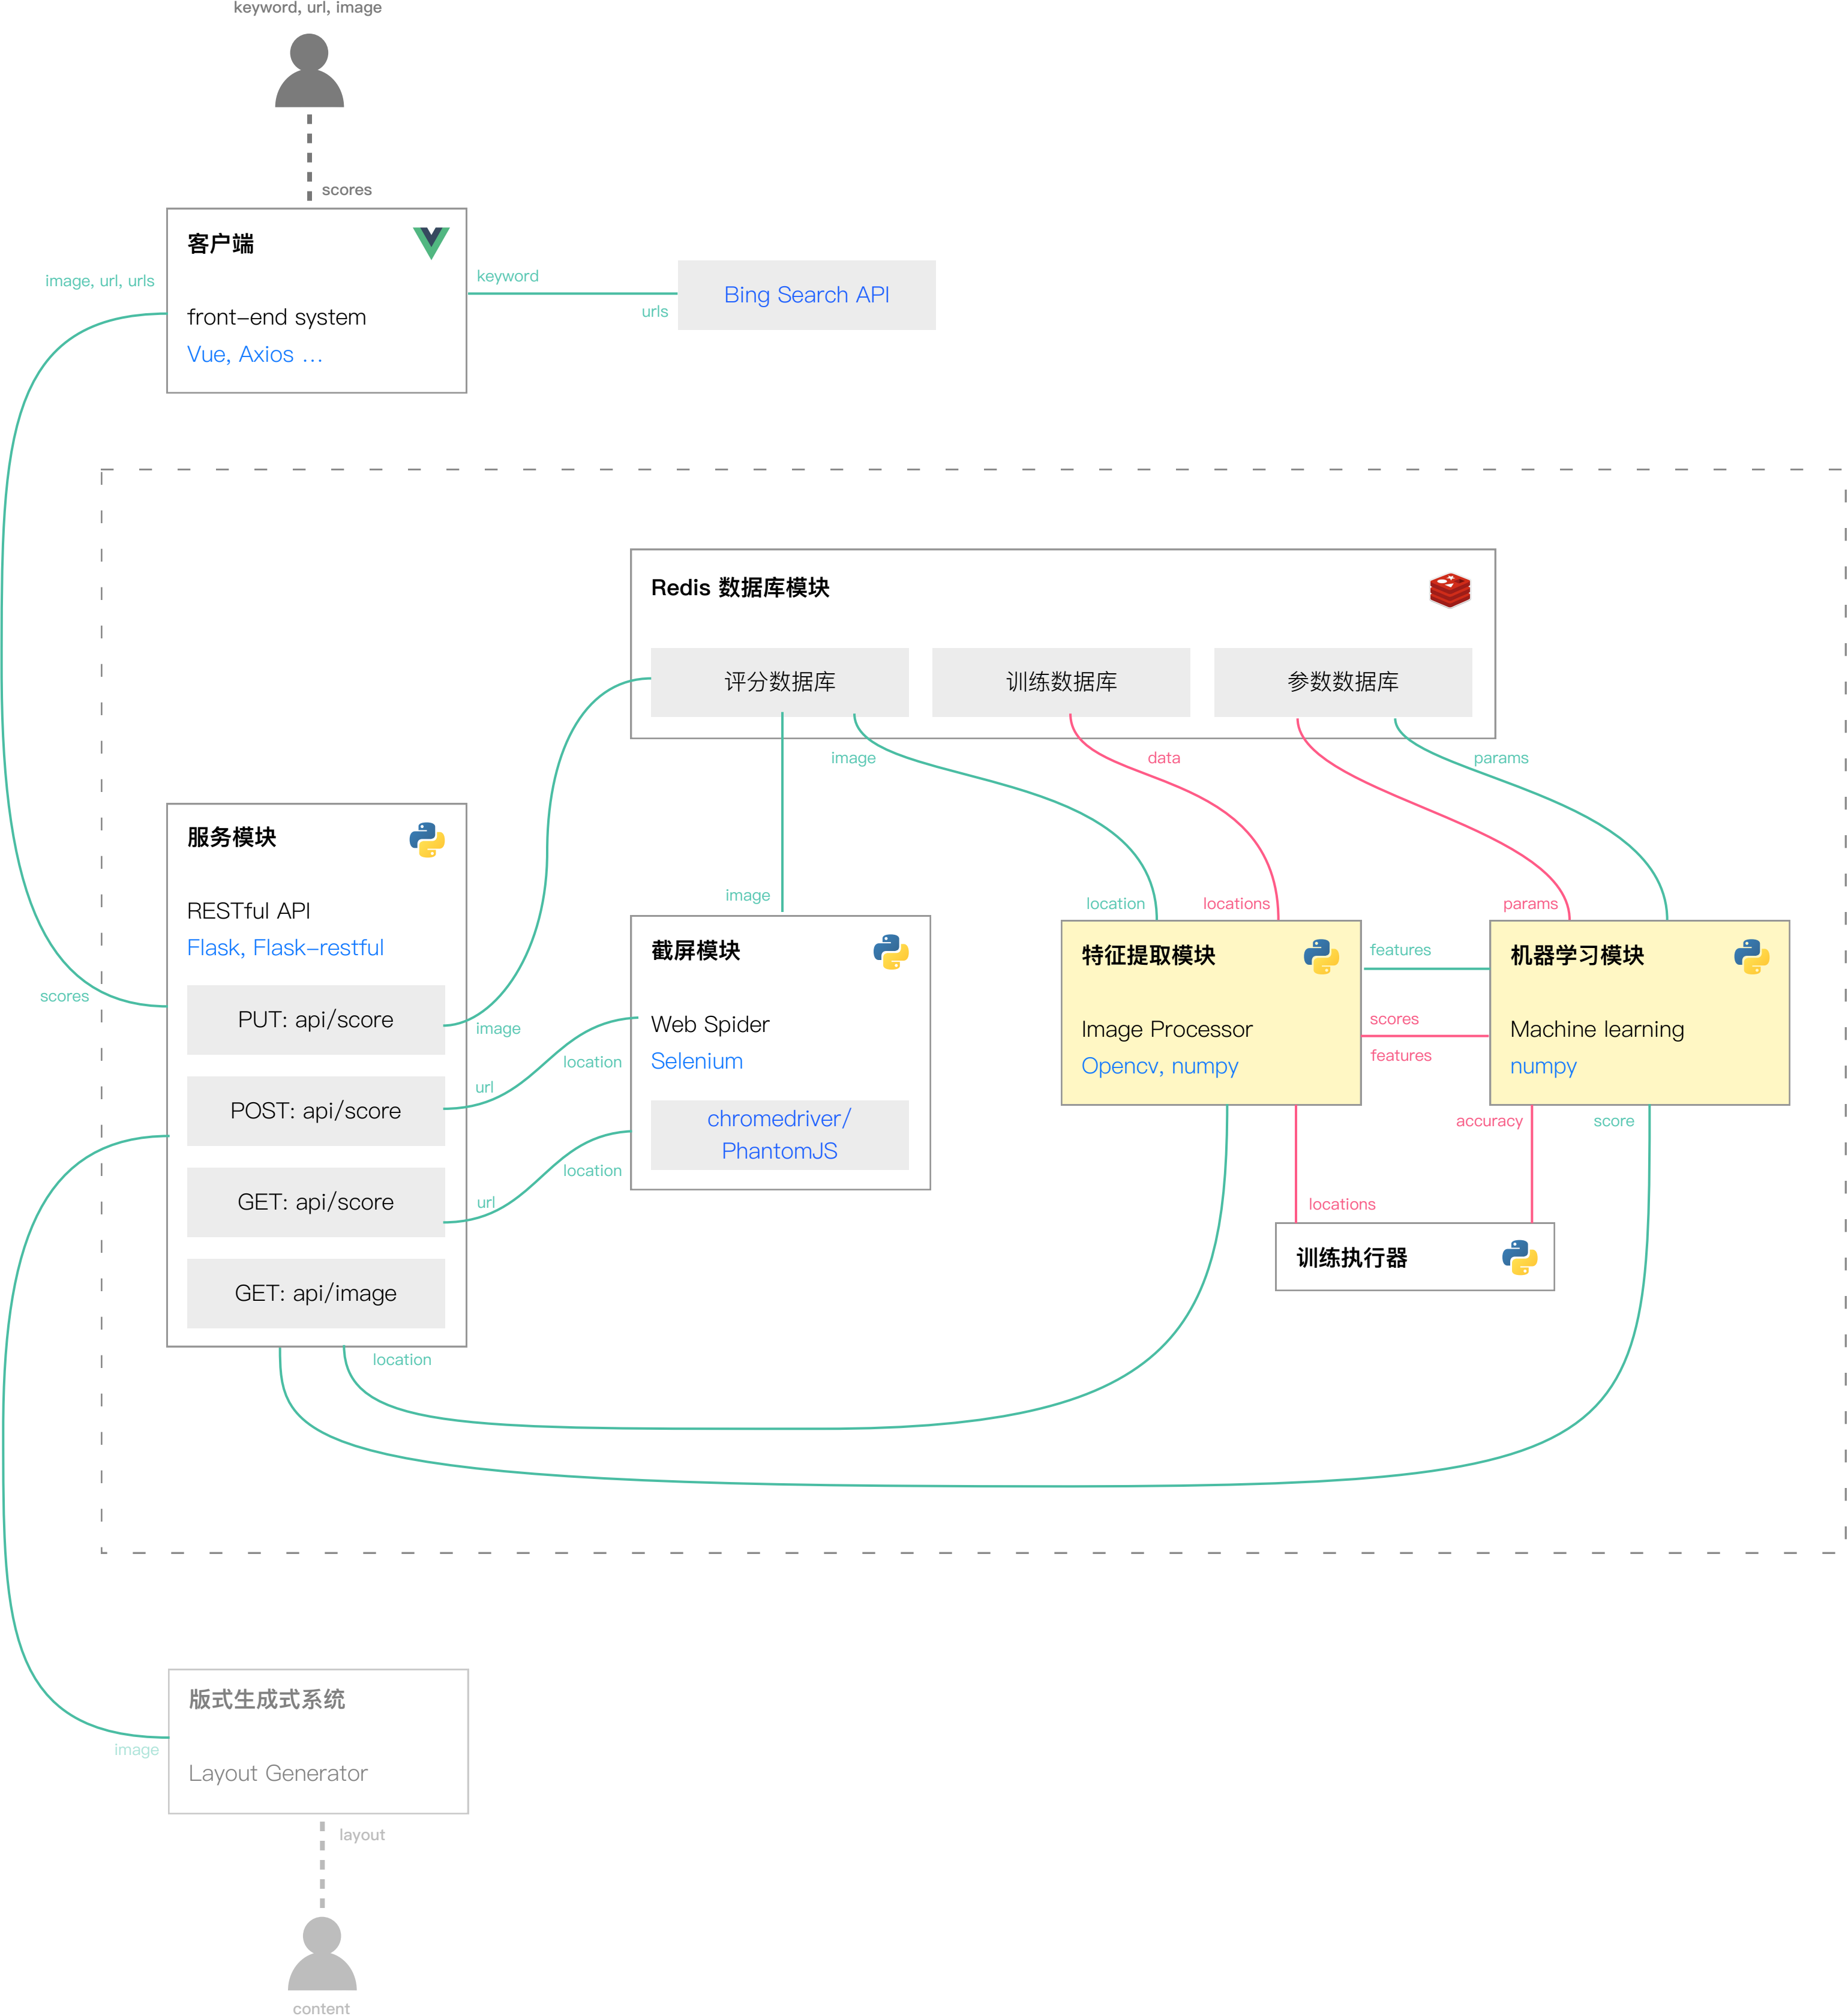 keyword, url, image
scores
客户端
front-end system
Vue, Axios ...
image, url, urls
keyword
urls
Bing Search API
Redis 数据库模块
评分数据库
训练数据库
参数数据库
image
data
params
服务模块
RESTful API
Flask, Flask-restful
PUT: api/score
POST: api/score
GET: api/score
GET: api/image
scores
image
url
location
url
location
location
image
截屏模块
Web Spider
Selenium
chromedriver/
PhantomJS
location
locations
params
特征提取模块
Image Processor
Opencv, numpy
features
scores
features
机器学习模块
Machine learning
numpy
accuracy
score
locations
训练执行器
版式生成式系统
Layout Generator
image
layout
content